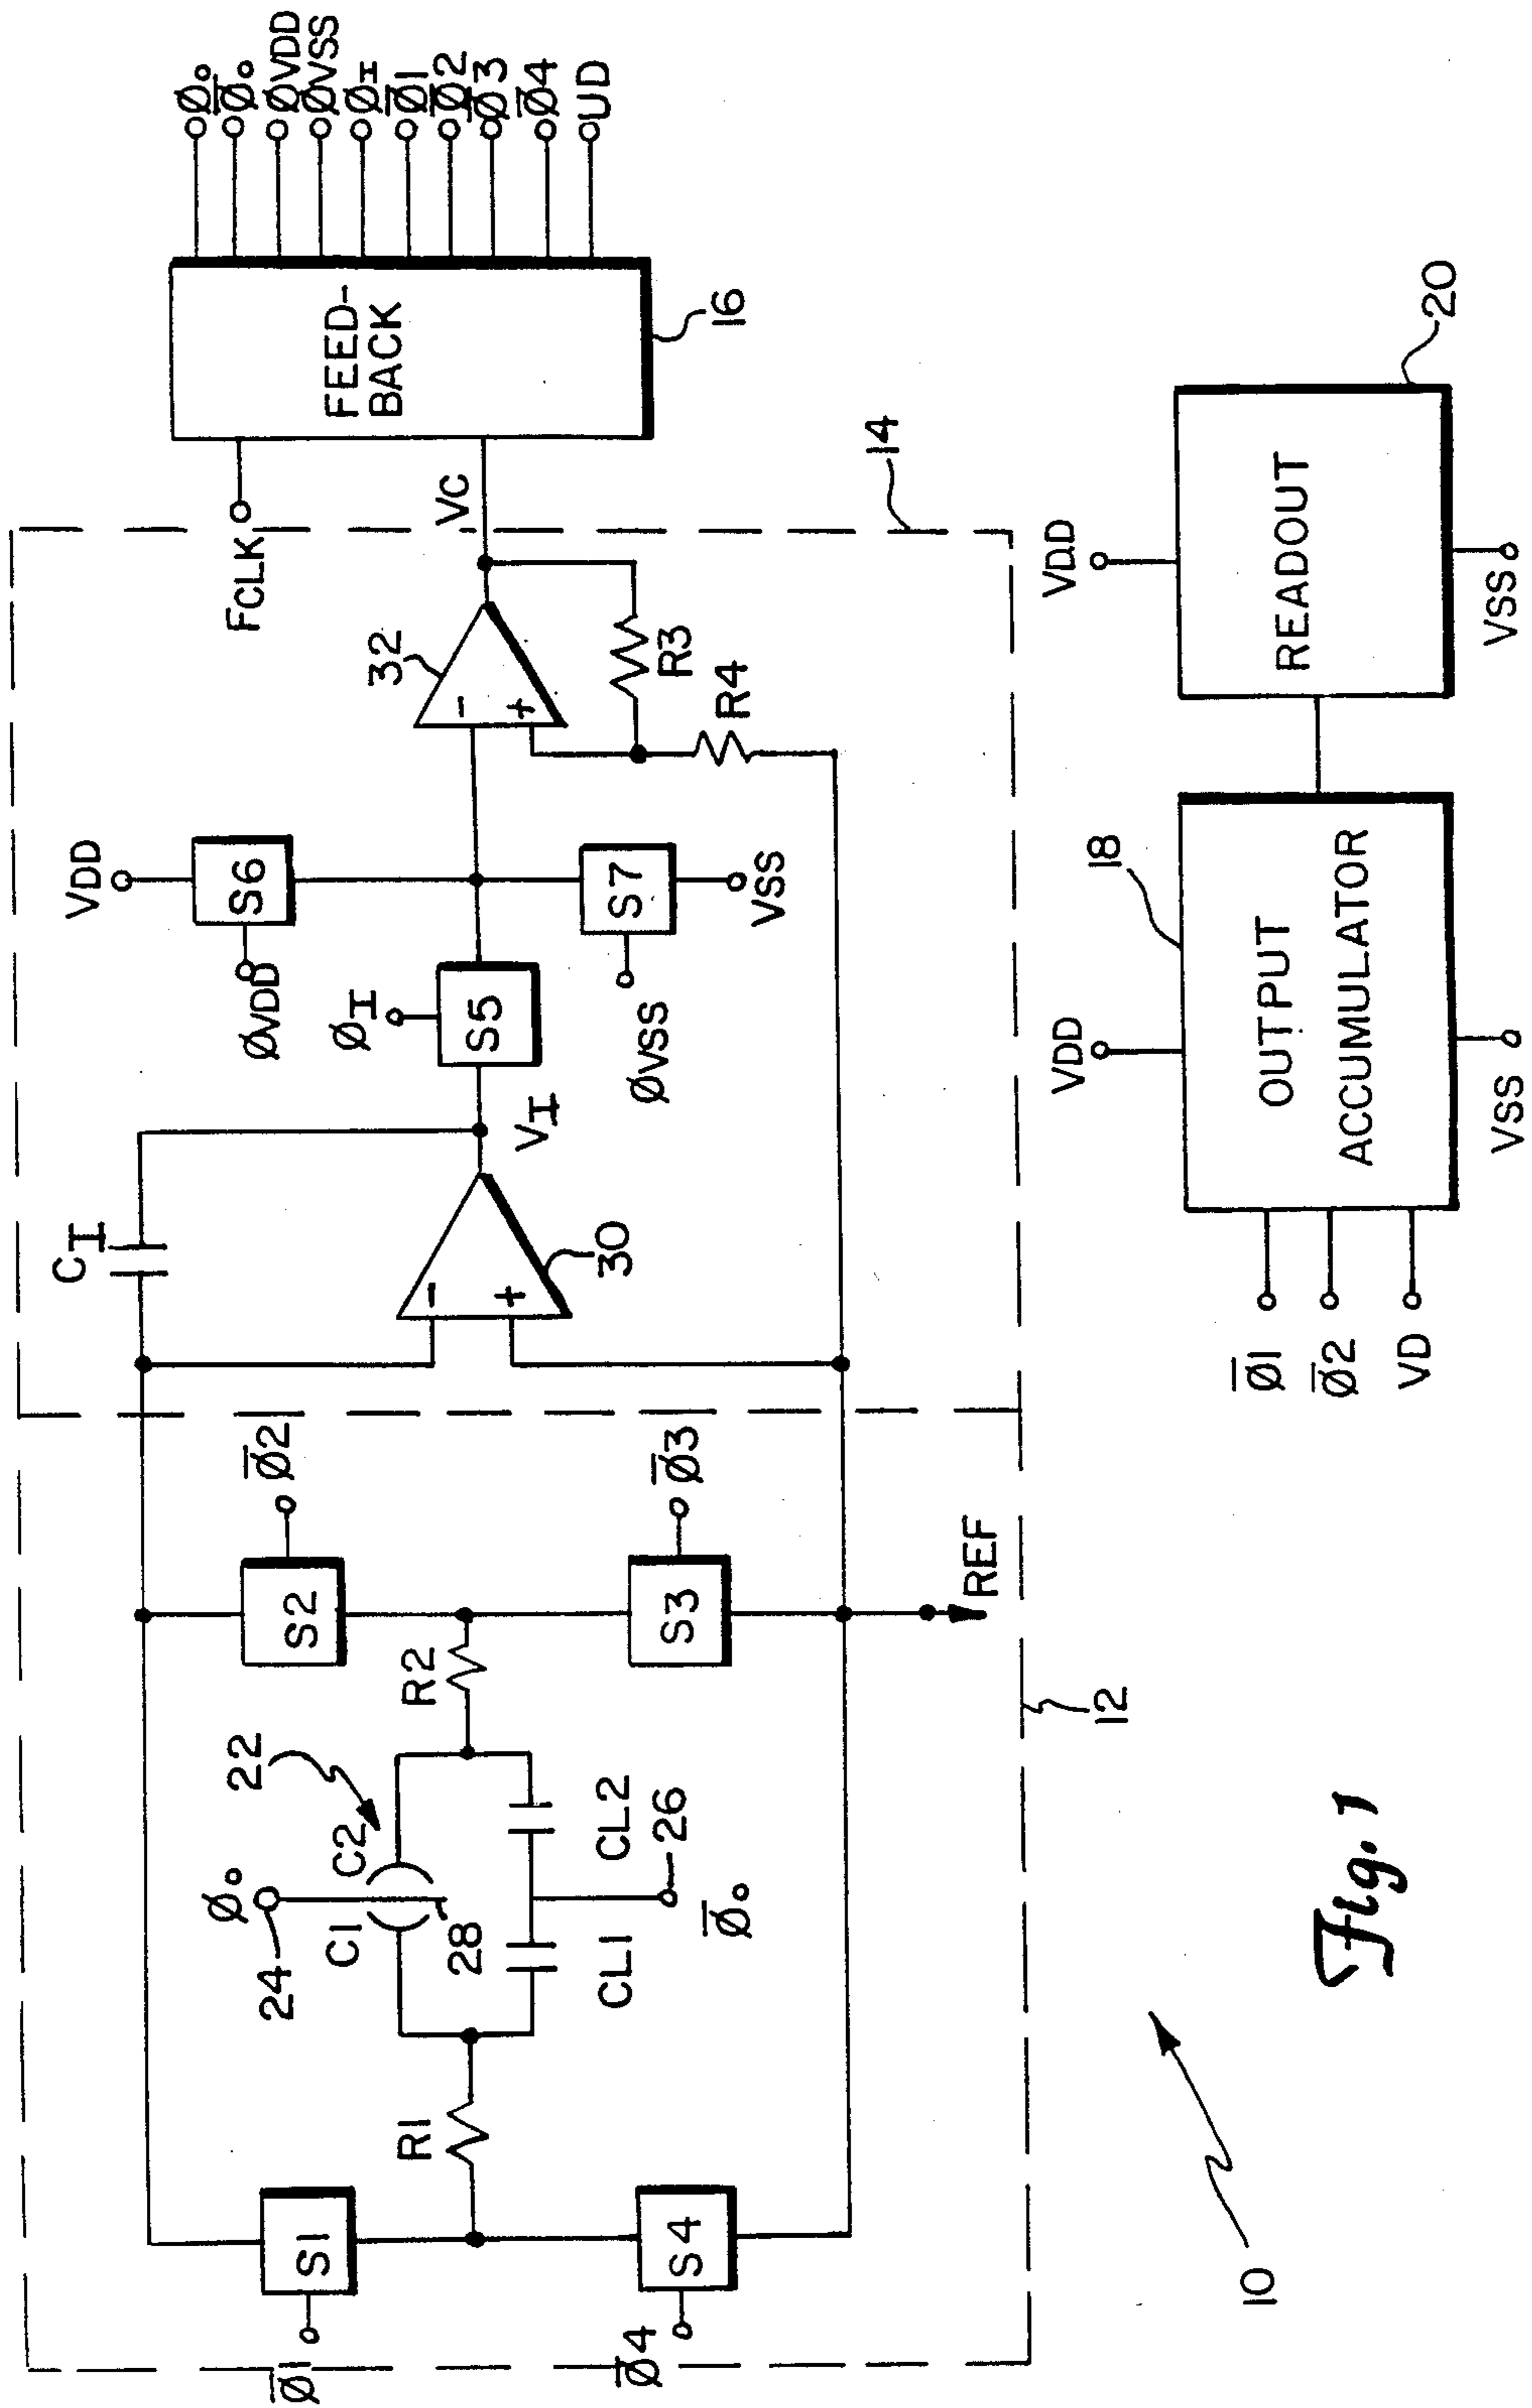 CI
VDD
Ø̅1
S1
Ø₀
24
22
S2
Ø̅2
ØVDD
S6
FCLK
Ø₀
Ø̅₀
ØVDD
ØVSS
ØI
Ø̅1
Ø̅2
Ø̅3
Ø̅4
UD
FEED-
BACK
16
C1
C2
R1
R2
28
-
+
30
VI
ØI
S5
32
-
+
VC
CL1
CL2
26
Ø̅₀
Ø̅4
S4
S3
Ø̅3
ØVSS
S7
VSS
R3
R4
14
REF
12
VDD
18
VDD
10
Ø̅1
Ø̅2
VD
OUTPUT
ACCUMULATOR
READOUT
20
VSS
VSS
Fig. 1